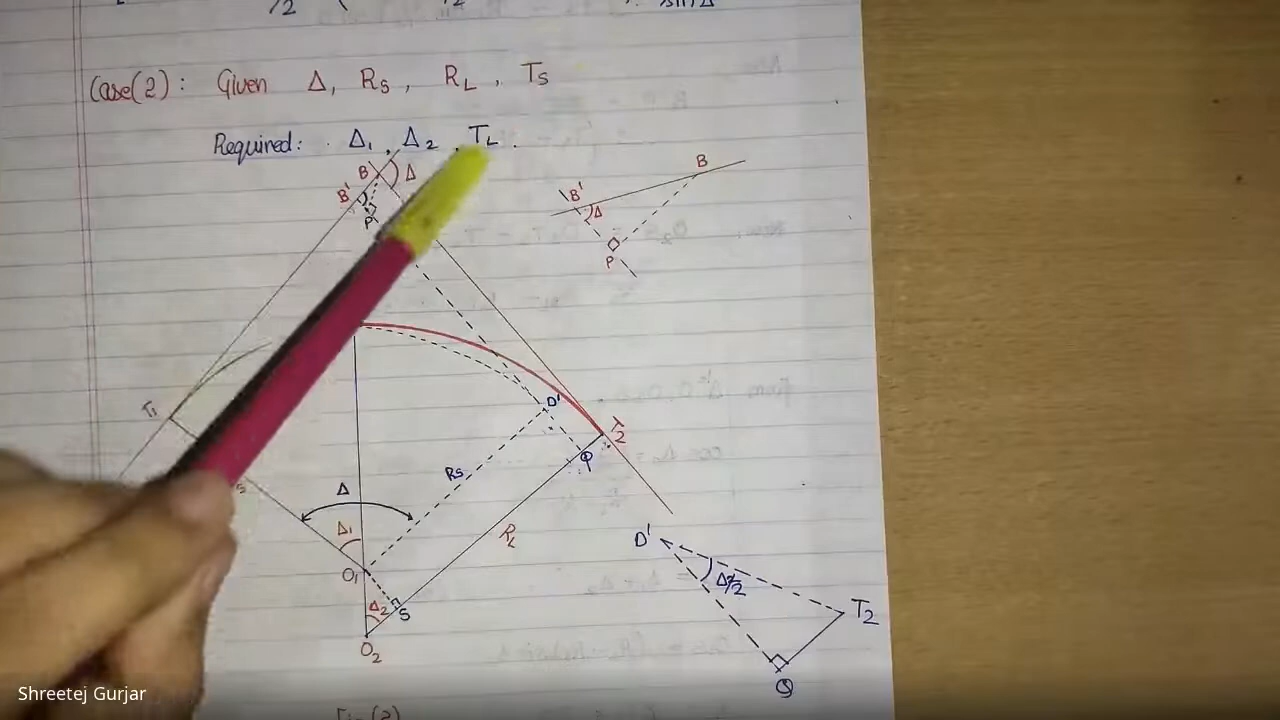 Case(2): Given Δ, RS, RL, TS
Required: Δ1, Δ2, TL.
B Δ
B'
P
B
B'
Δ
P
T1
D'
T2
Q
RS
S
Δ
Δ1
RL
O1
Δ2
S
O2
D'
Δ2/2
T2
Q
Shreetej Gurjar